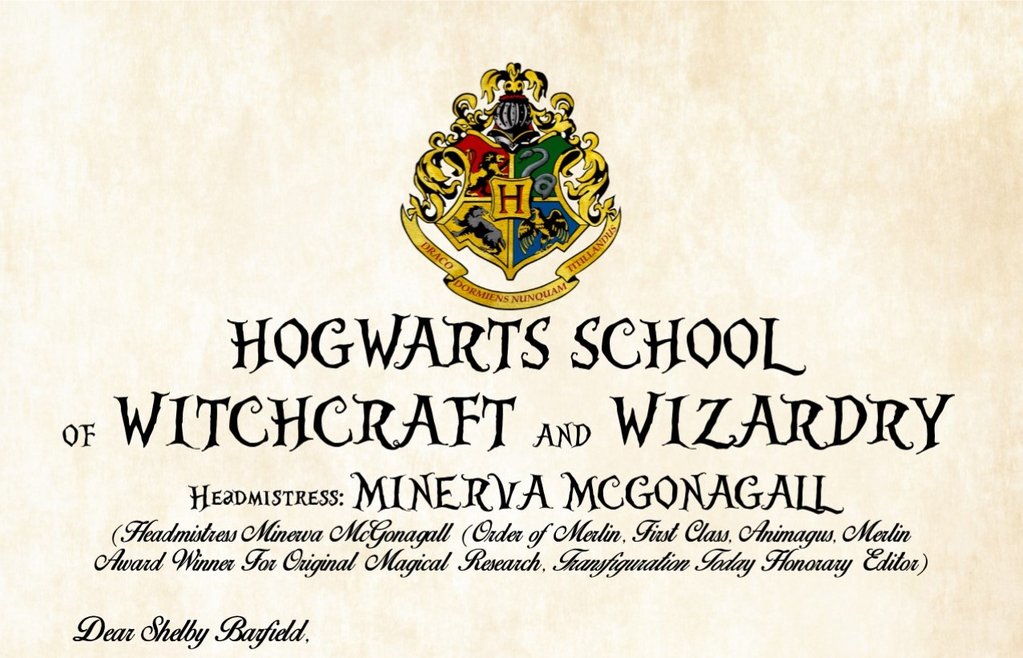 H
DRACO DORMIENS NUNQUAM TITILLANDUS
HOGWARTS SCHOOL
OF WITCHCRAFT AND WIZARDRY
HEADMISTRESS: MINERVA MCGONAGALL
(Headmistress Minerva McGonagall (Order of Merlin, First Class, Animagus, Merlin
Award Winner For Original Magical Research, Transfiguration Today Honorary Editor)
Dear Shelby Barfield,